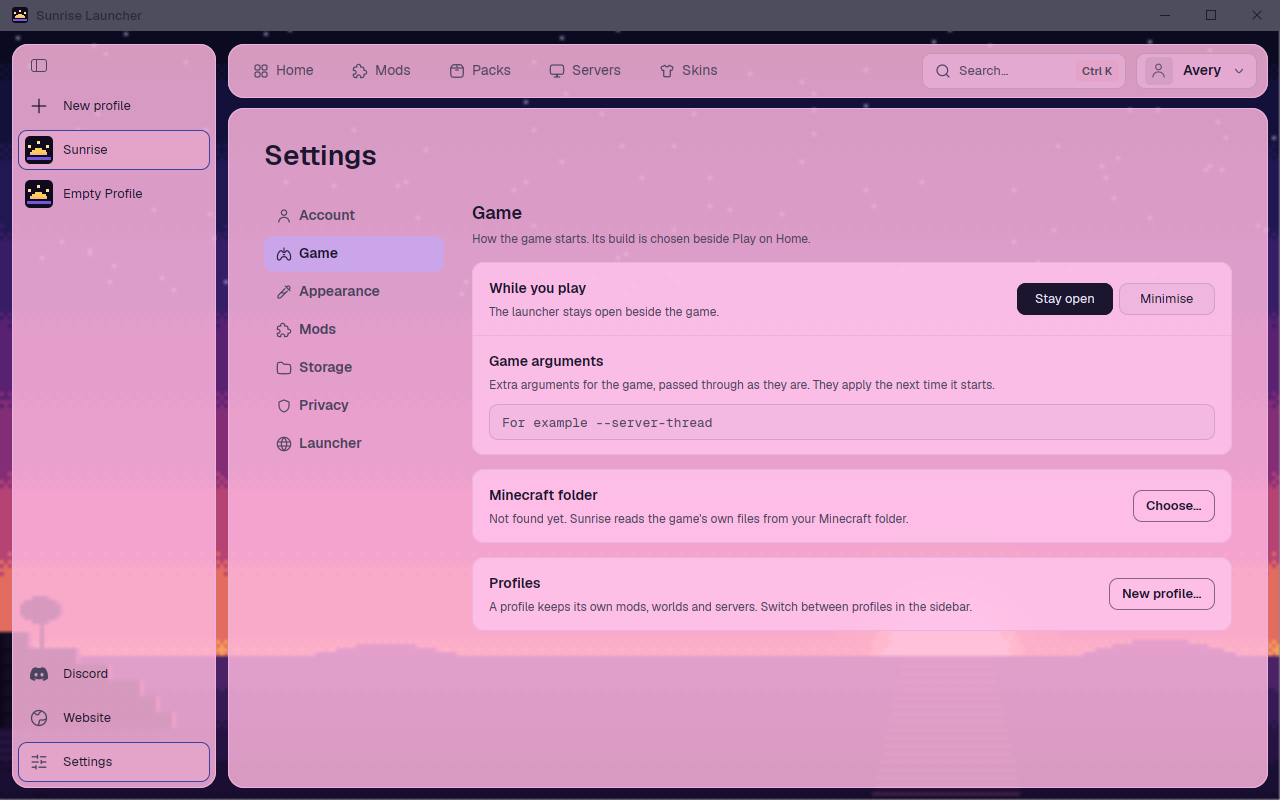 Sunrise Launcher
New profile
Sunrise
Empty Profile
Discord
Website
Settings
Home
Mods
Packs
Servers
Skins
Search...
Ctrl K
Avery
Settings
Account
Game
Appearance
Mods
Storage
Privacy
Launcher
Game
How the game starts. Its build is chosen beside Play on Home.
While you play
The launcher stays open beside the game.
Stay open
Minimise
Game arguments
Extra arguments for the game, passed through as they are. They apply the next time it starts.
For example --server-thread
Minecraft folder
Not found yet. Sunrise reads the game's own files from your Minecraft folder.
Choose...
Profiles
A profile keeps its own mods, worlds and servers. Switch between profiles in the sidebar.
New profile...